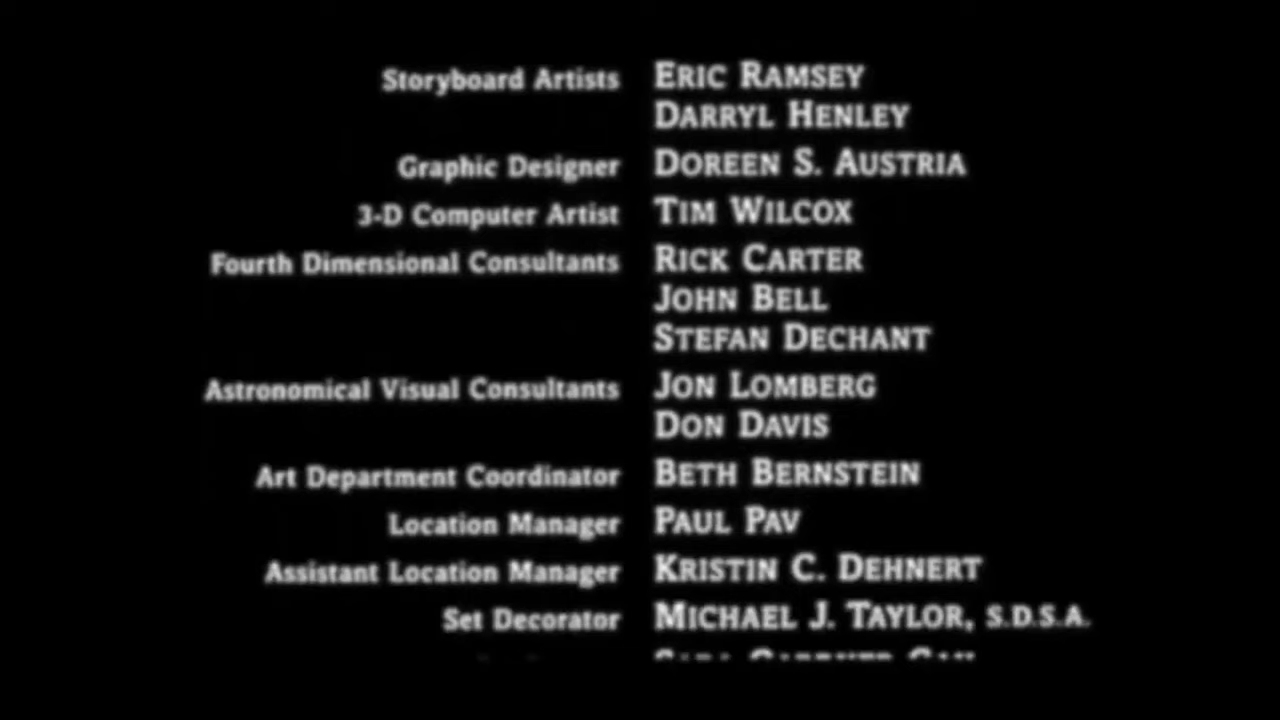 Storyboard Artists ERIC RAMSEY
DARRYL HENLEY
Graphic Designer DOREEN S. AUSTRIA
3-D Computer Artist TIM WILCOX
Fourth Dimensional Consultants RICK CARTER
JOHN BELL
STEFAN DECHANT
Astronomical Visual Consultants JON LOMBERG
DON DAVIS
Art Department Coordinator BETH BERNSTEIN
Location Manager PAUL PAV
Assistant Location Manager KRISTIN C. DEHNERT
Set Decorator MICHAEL J. TAYLOR, S.D.S.A.